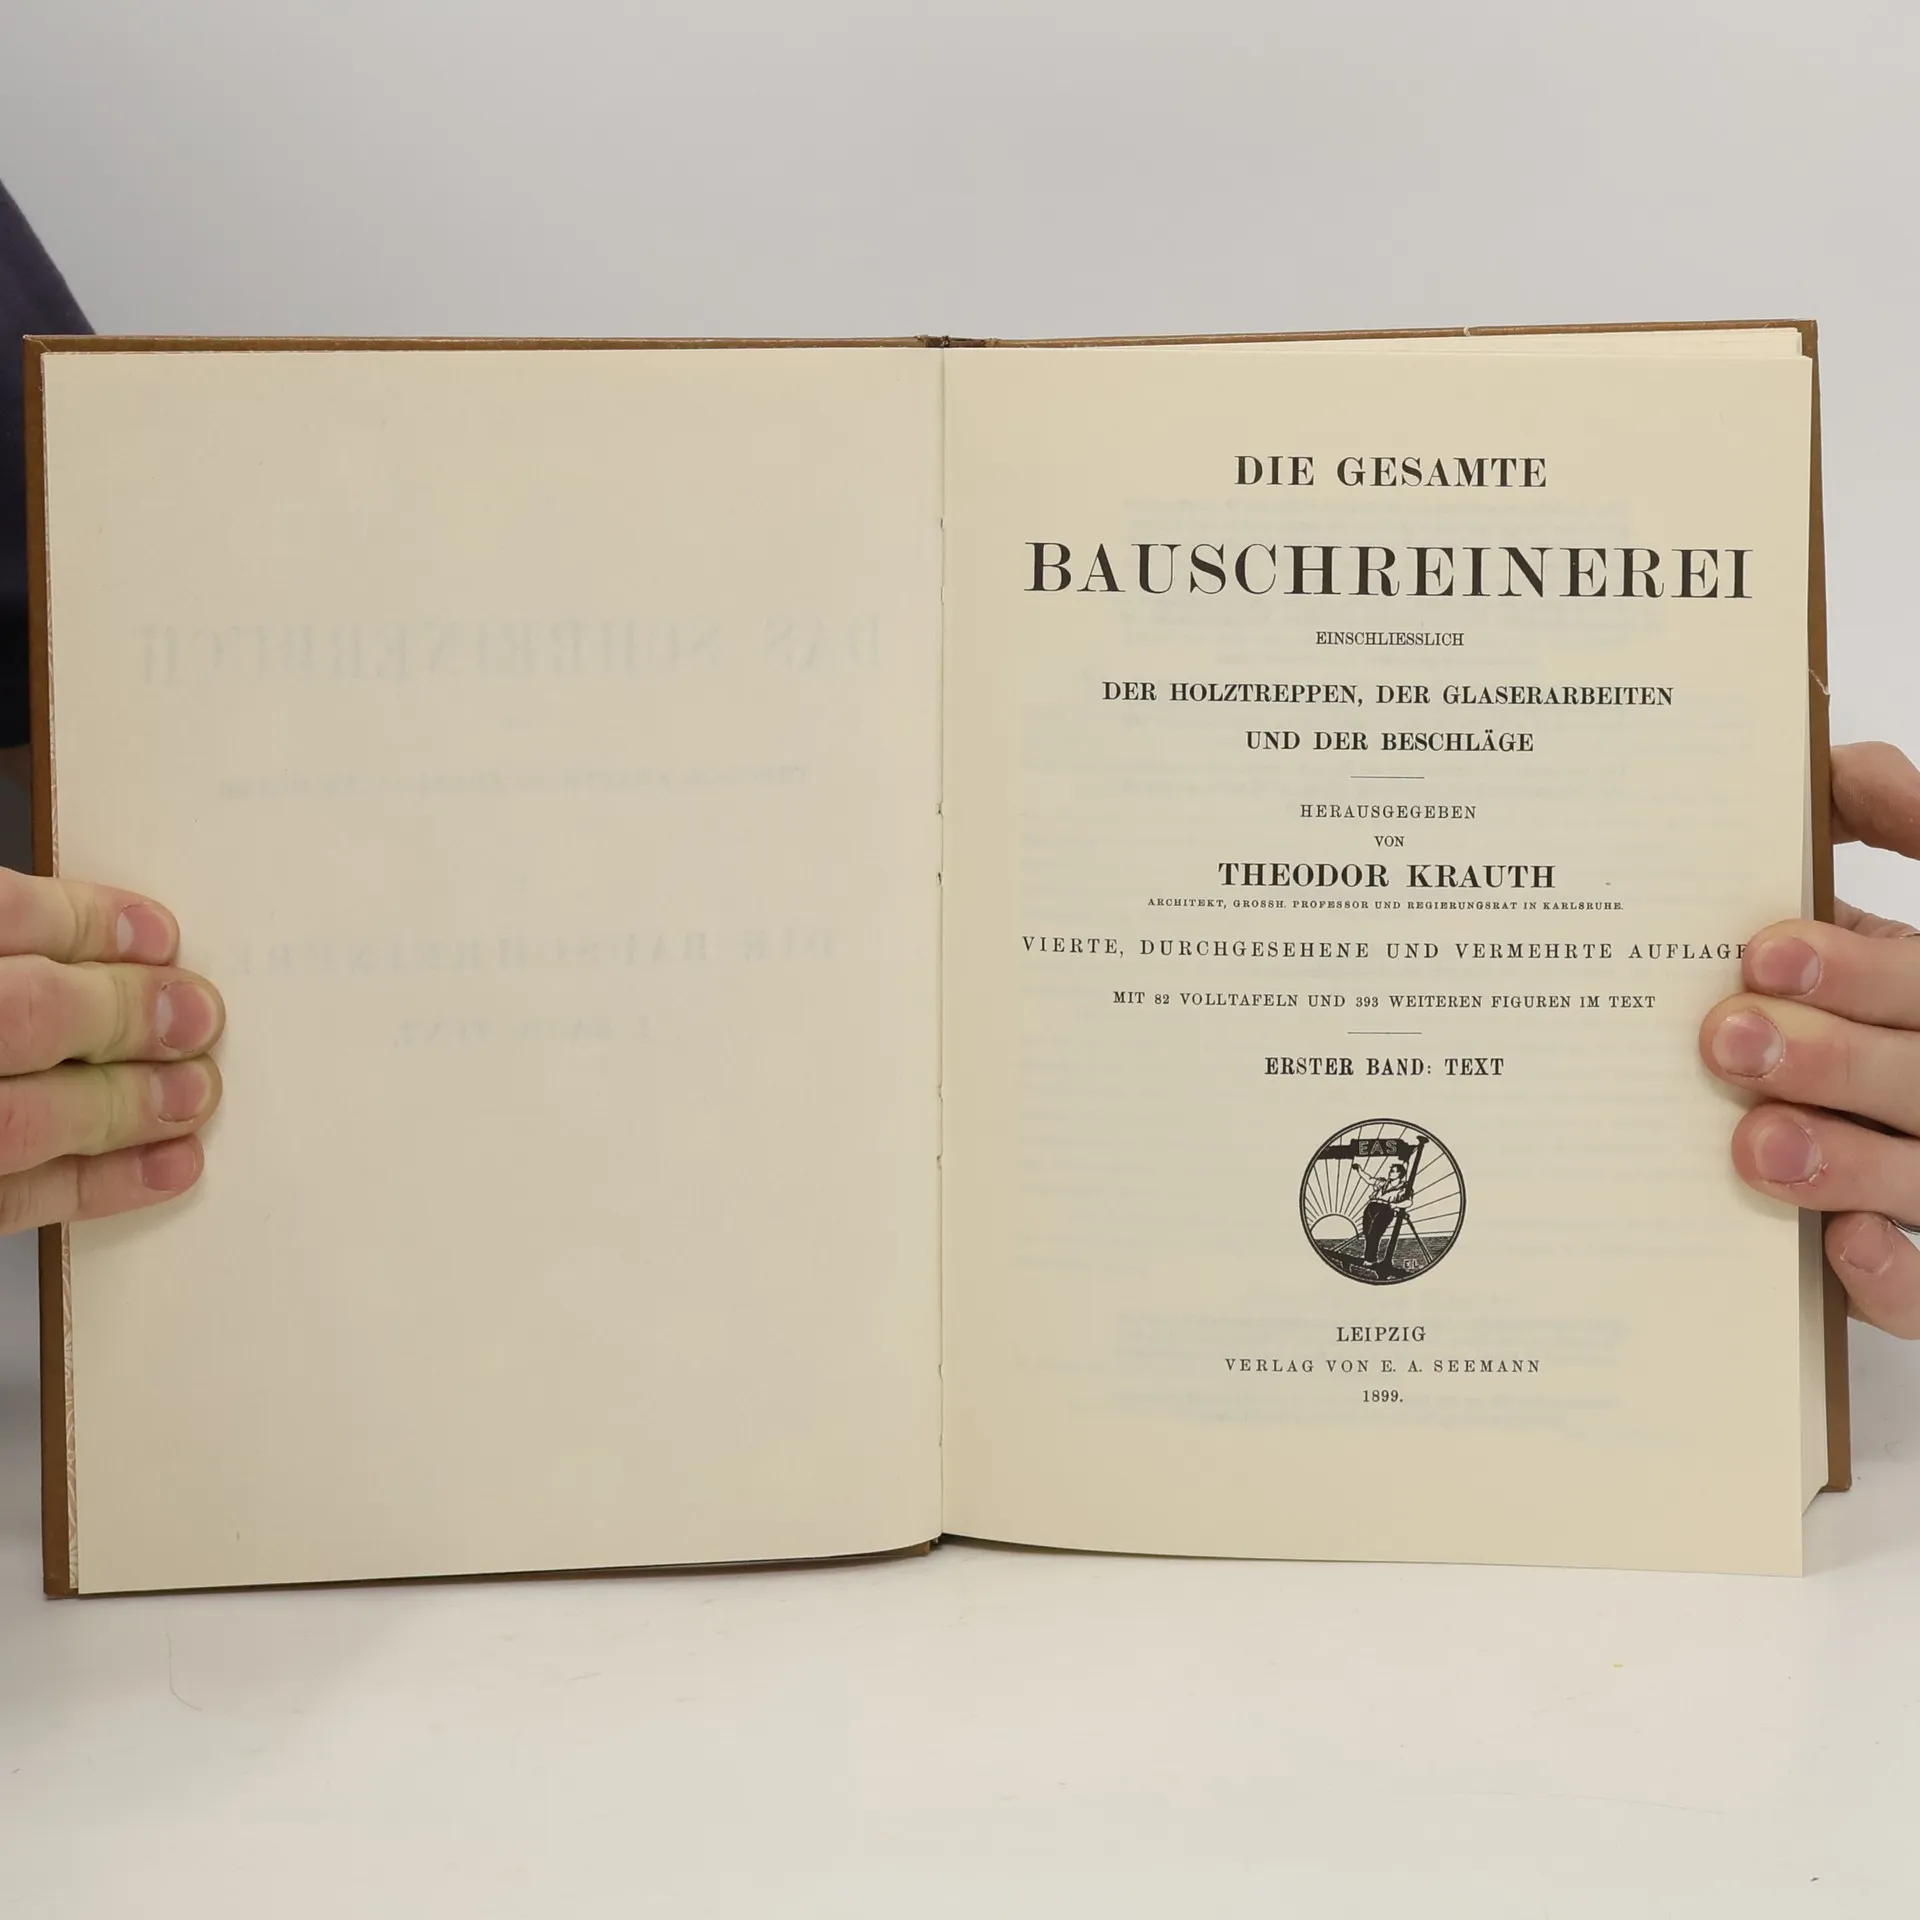 DIE GESAMTE
BAUSCHREINEREI
EINSCHLIESSLICH
DER HOLZTREPPEN, DER GLASERARBEITEN
UND DER BESCHLÄGE
HERAUSGEGEBEN
VON
THEODOR KRAUTH
ARCHITEKT, GROSSH. PROFESSOR UND REGIERUNGSRAT IN KARLSRUHE.
VIERTE, DURCHGESEHENE UND VERMEHRTE AUFLAGE
MIT 82 VOLLTAFELN UND 393 WEITEREN FIGUREN IM TEXT
ERSTER BAND: TEXT
EAS
EL
LEIPZIG
VERLAG VON E. A. SEEMANN
1899.